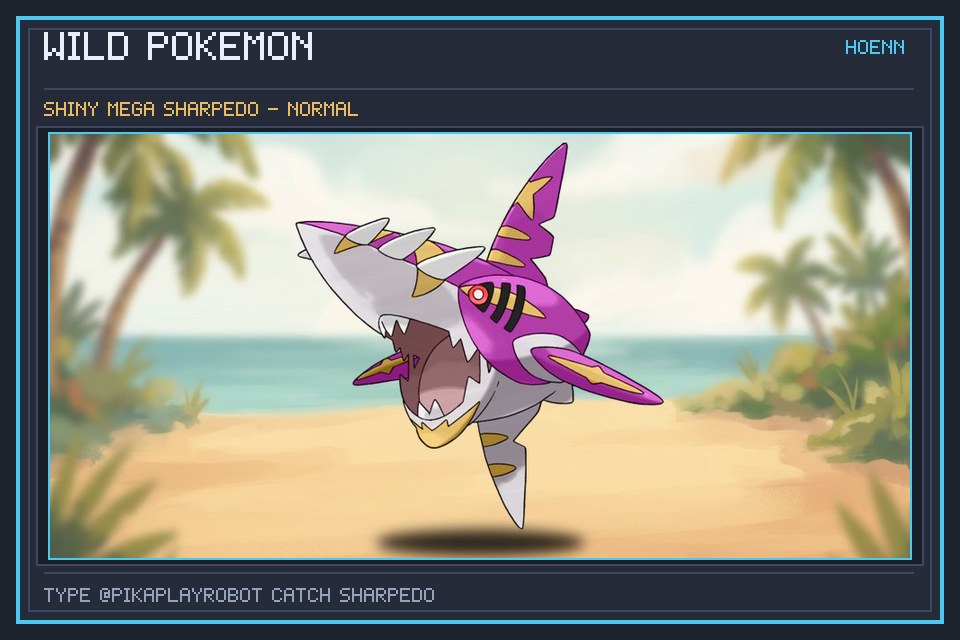 WILD POKEMON
HOENN
SHINY MEGA SHARPEDO - NORMAL
TYPE @PIKAPLAYROBOT CATCH SHARPEDO